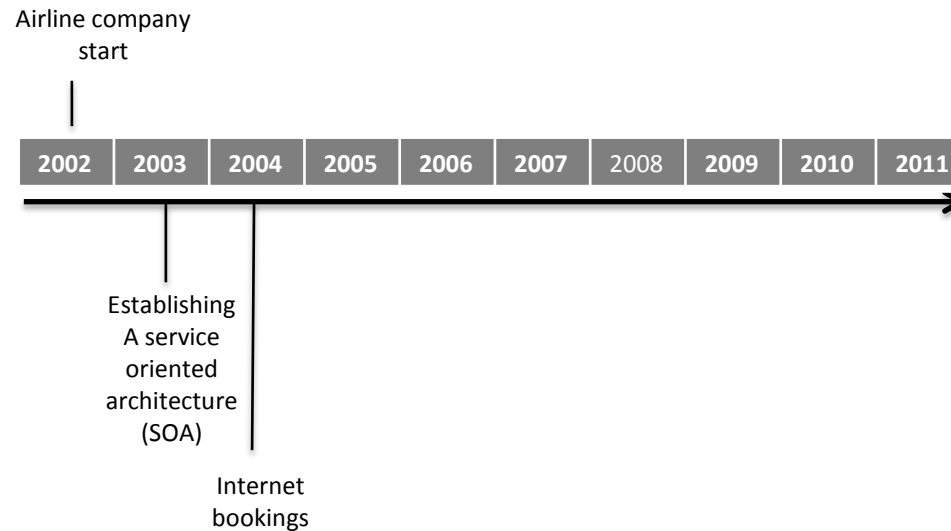 Airline company
start
2002 2003 2004 2005 2006 2007 2008 2009 2010 2011
Establishing
A service
oriented
architecture
(SOA)
Internet
bookings